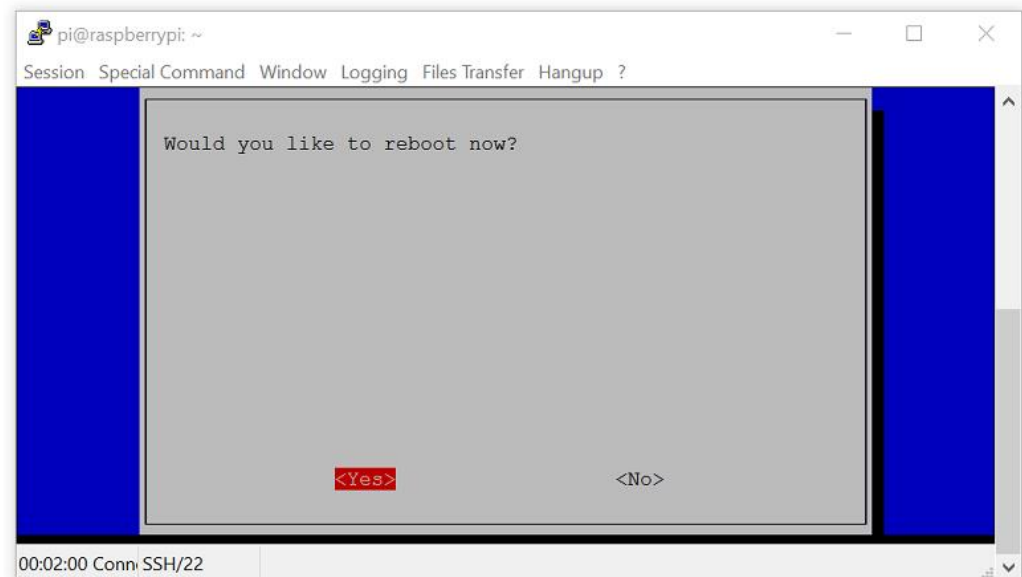 pi@raspberrypi: ~
Session Special Command Window Logging Files Transfer Hangup ?
Would you like to reboot now?
<Yes> <No>
00:02:00 Conn SSH/22